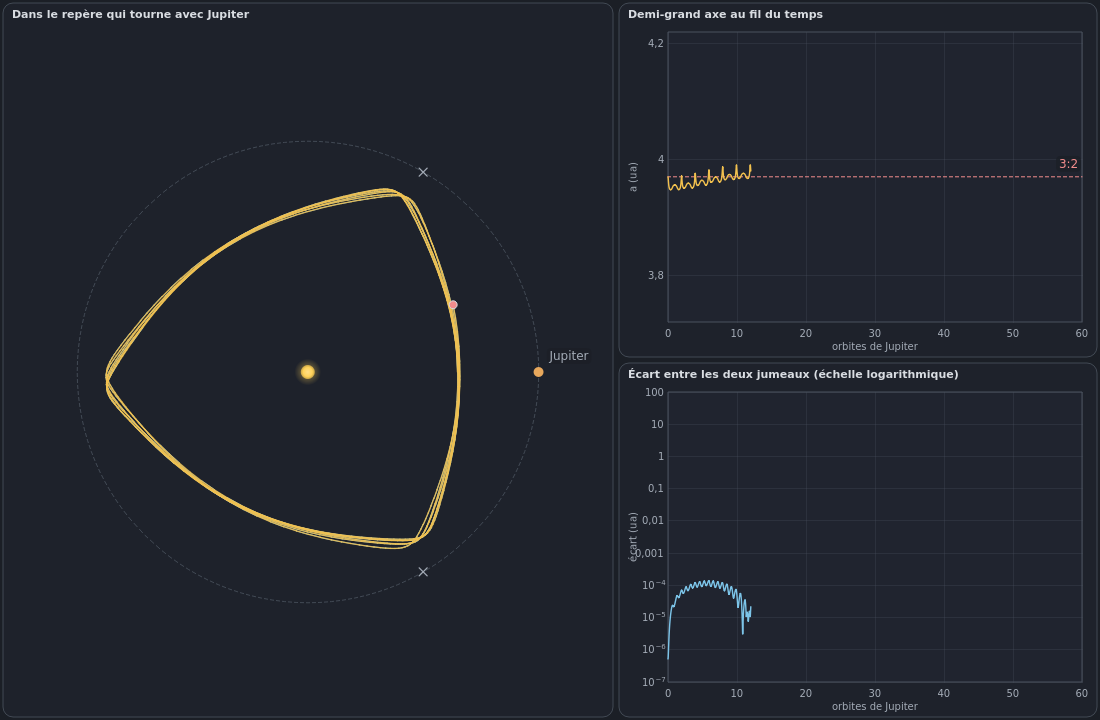 Dans le repère qui tourne avec Jupiter
Jupiter
Demi-grand axe au fil du temps
4,2
4
3,8
a (ua)
3:2
0 10 20 30 40 50 60
orbites de Jupiter
Écart entre les deux jumeaux (échelle logarithmique)
100
10
1
0,1
0,01
0,001
10⁻⁴
10⁻⁵
10⁻⁶
10⁻⁷
écart (ua)
0 10 20 30 40 50 60
orbites de Jupiter